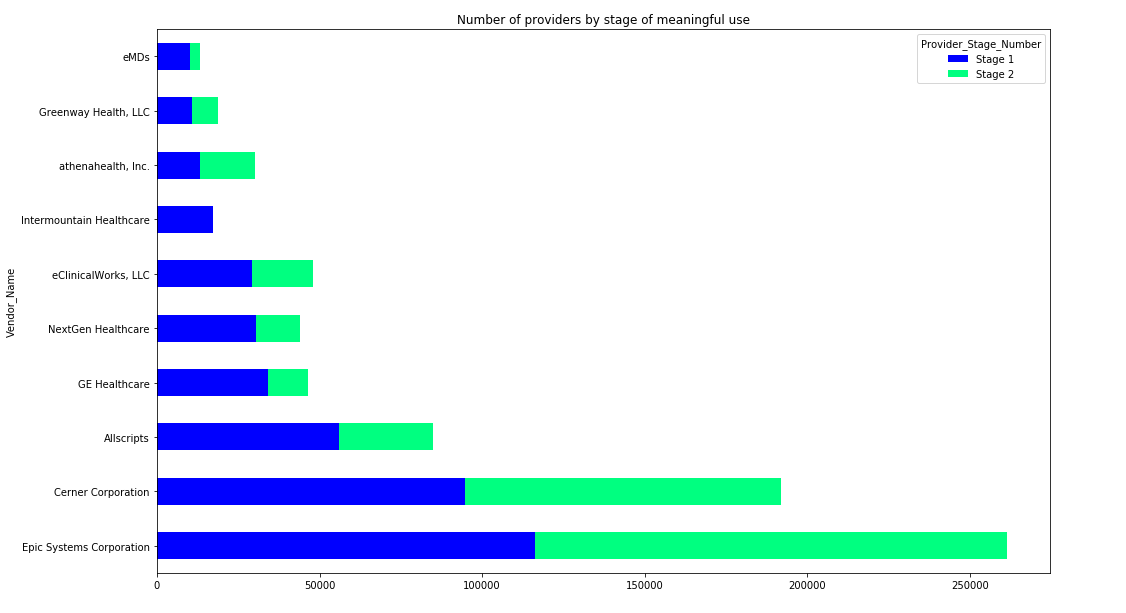 Number of providers by stage of meaningful use
Provider_Stage_Number
Stage 1
Stage 2
Vendor_Name
eMDs
Greenway Health, LLC
athenahealth, Inc.
Intermountain Healthcare
eClinicalWorks, LLC
NextGen Healthcare
GE Healthcare
Allscripts
Cerner Corporation
Epic Systems Corporation
0 50000 100000 150000 200000 250000